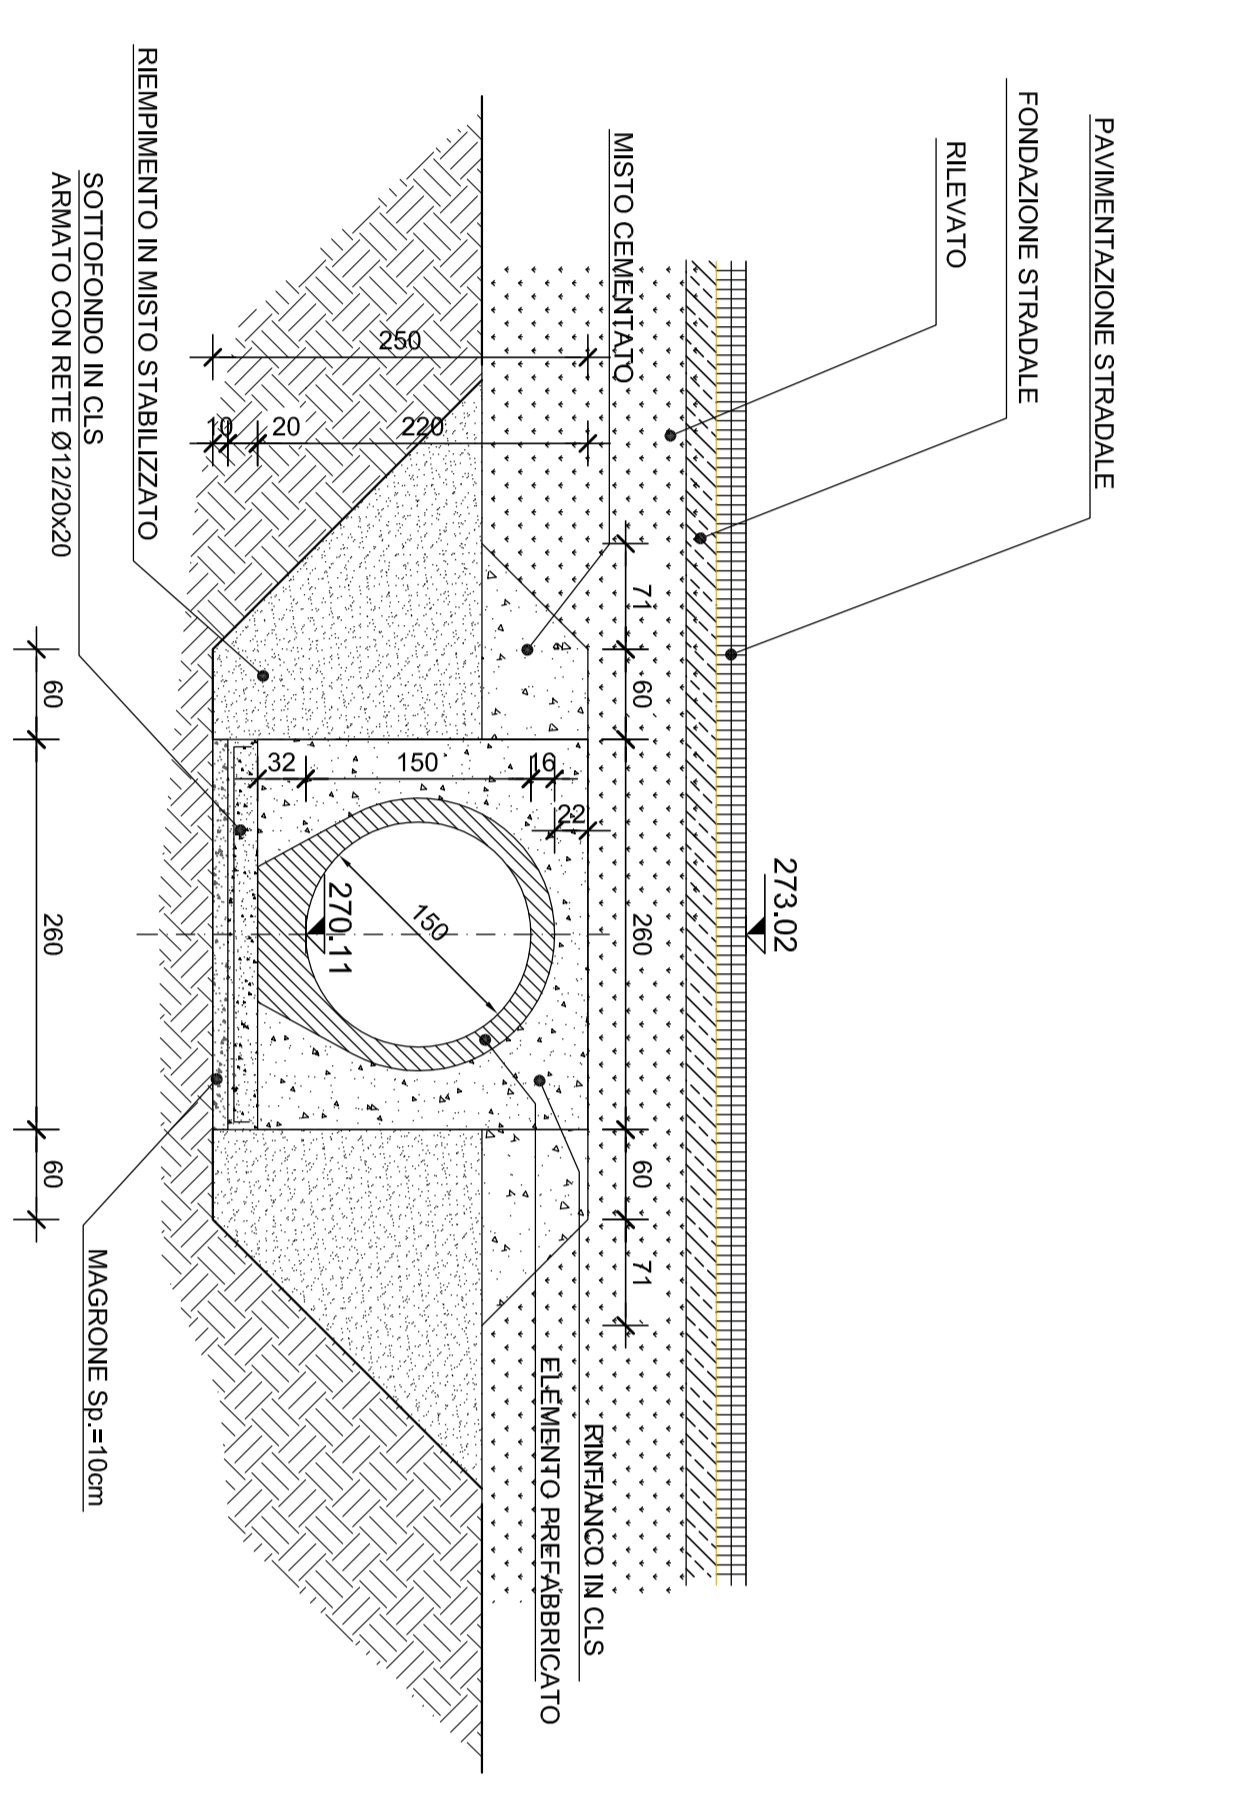 PAVIMENTAZIONE STRADALE
FONDAZIONE STRADALE
RILEVATO
273.02
MISTO CEMENTATO
71
60
260
60
71
RINFIANCO IN CLS
ELEMENTO PREFABBRICATO
250
10
20
220
32
150
16
22
150
270.11
RIEMPIMENTO IN MISTO STABILIZZATO
SOTTOFONDO IN CLS
ARMATO CON RETE Ø12/20x20
MAGRONE Sp.=10cm
60
260
60